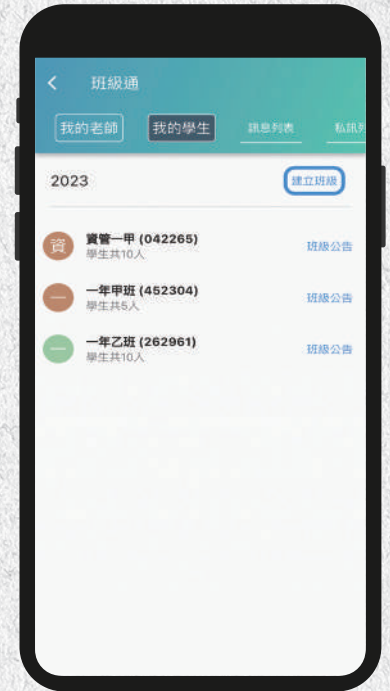 班級通
我的老師 我的學生 訊息列表 私訊列
2023 建立班級
資 資管一甲 (042265)
學生共10人 班級公告
一 一年甲班 (452304)
學生共5人 班級公告
一 一年乙班 (262961)
學生共10人 班級公告